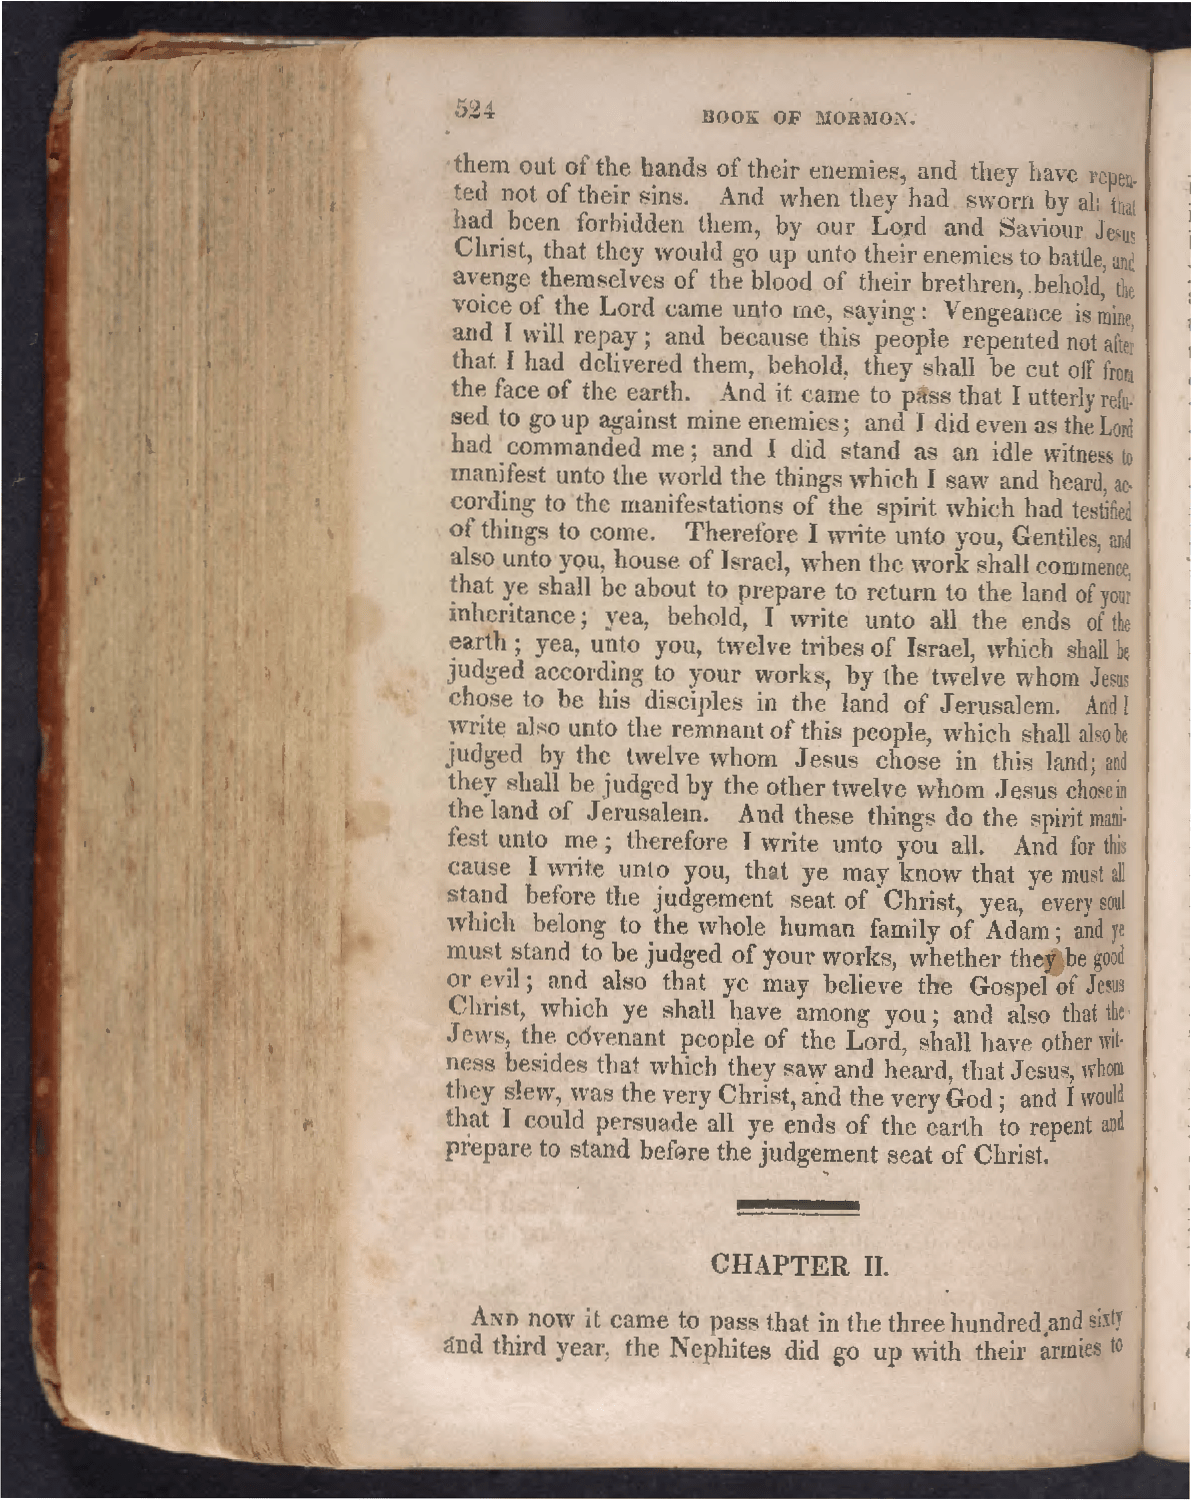 524 BOOK OF MORMON.
them out of the hands of their enemies, and they have repen-
ted not of their sins. And when they had sworn by all that
had been forbidden them, by our Lord and Saviour Jesus
Christ, that they would go up unto their enemies to battle, and
avenge themselves of the blood of their brethren, behold, the
voice of the Lord came unto me, saying: Vengeance is mine,
and I will repay; and because this people repented not after
that I had delivered them, behold, they shall be cut off from
the face of the earth. And it came to pass that I utterly refu-
sed to go up against mine enemies; and I did even as the Lord
had commanded me; and I did stand as an idle witness to
manifest unto the world the things which I saw and heard, ac-
cording to the manifestations of the spirit which had testified
of things to come. Therefore I write unto you, Gentiles, and
also unto you, house of Israel, when the work shall commence,
that ye shall be about to prepare to return to the land of your
inheritance; yea, behold, I write unto all the ends of the
earth; yea, unto you, twelve tribes of Israel, which shall be
judged according to your works, by the twelve whom Jesus
chose to be his disciples in the land of Jerusalem. And I
write also unto the remnant of this people, which shall also be
judged by the twelve whom Jesus chose in this land; and
they shall be judged by the other twelve whom Jesus chose in
the land of Jerusalem. And these things do the spirit mani-
fest unto me; therefore I write unto you all. And for this
cause I write unto you, that ye may know that ye must all
stand before the judgement seat of Christ, yea, every soul
which belong to the whole human family of Adam; and ye
must stand to be judged of your works, whether they be good
or evil; and also that ye may believe the Gospel of Jesus
Christ, which ye shall have among you; and also that the
Jews, the covenant people of the Lord, shall have other wit-
ness besides that which they saw and heard, that Jesus, whom
they slew, was the very Christ, and the very God; and I would
that I could persuade all ye ends of the earth to repent and
prepare to stand before the judgement seat of Christ.
CHAPTER II.
AND now it came to pass that in the three hundred and sixty
and third year, the Nephites did go up with their armies to